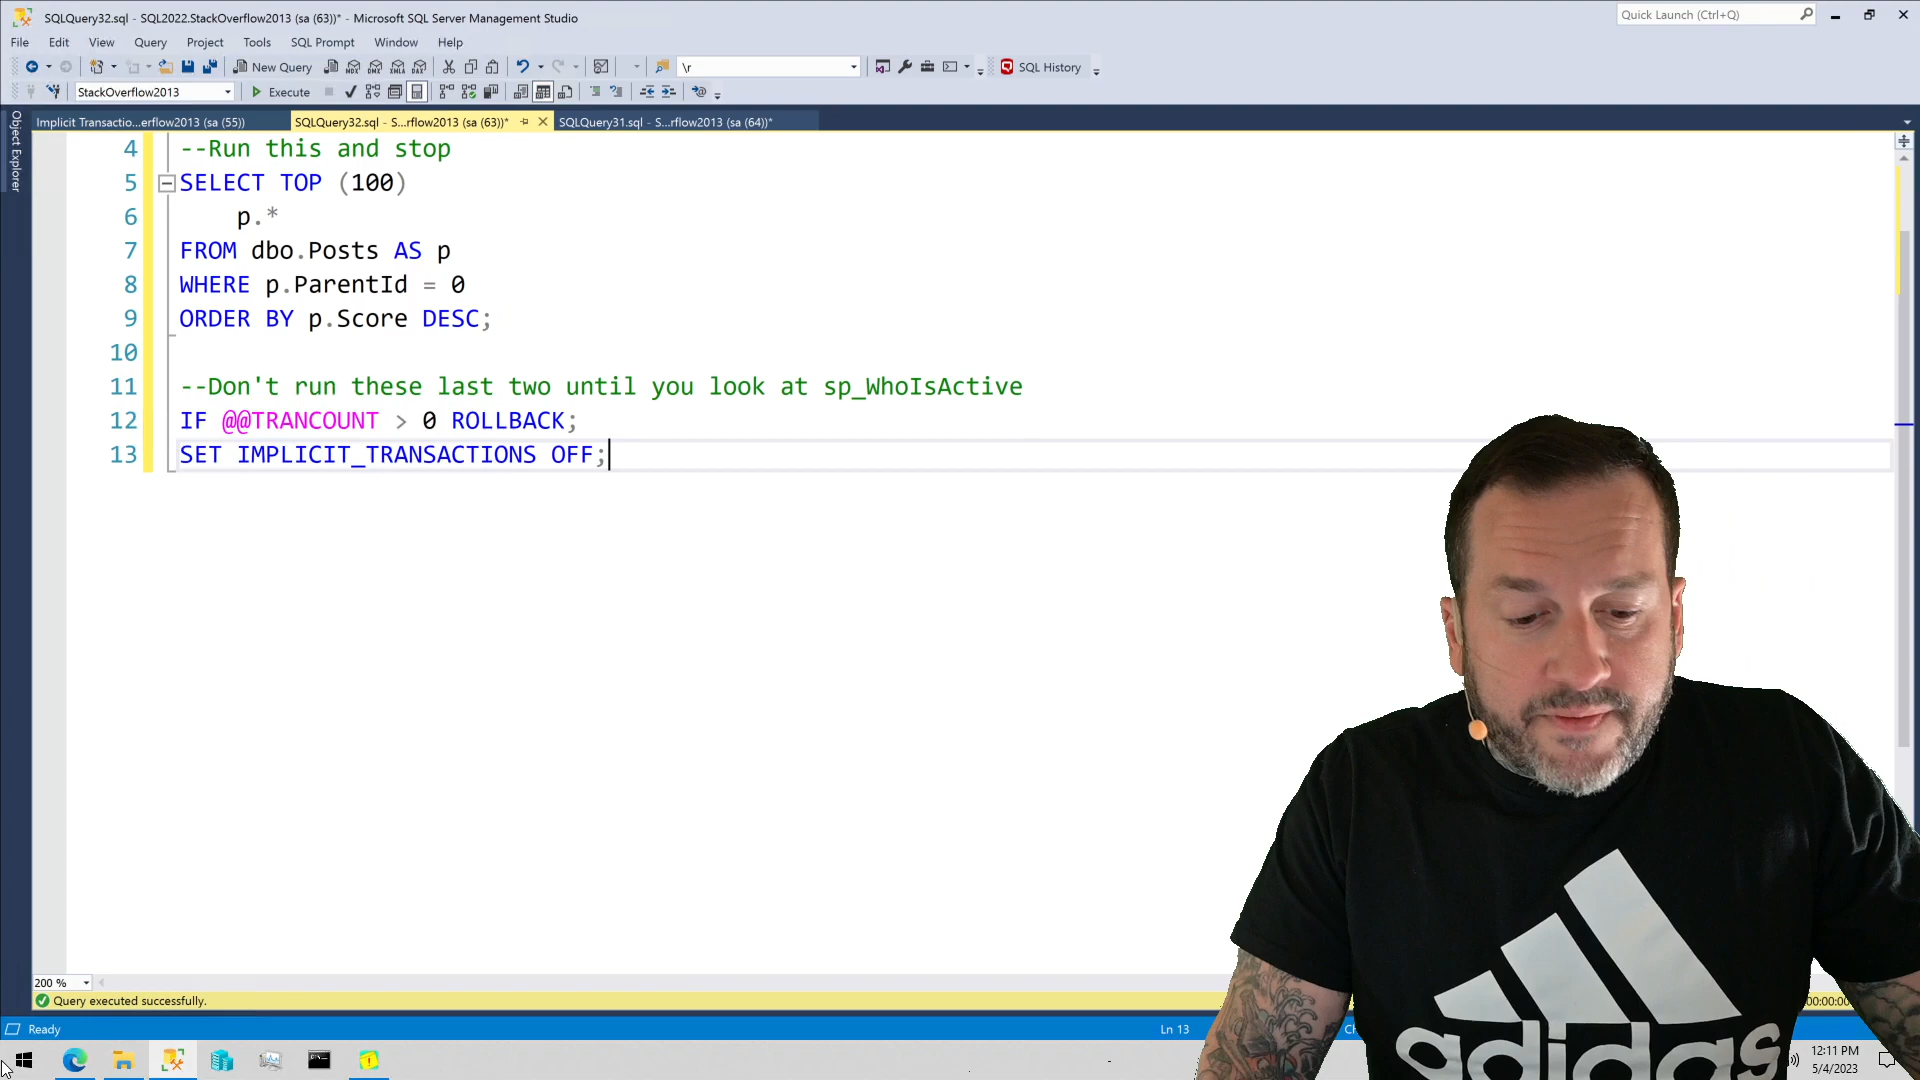 SQLQuery32.sql - SQL2022.StackOverflow2013 (sa (63))* - Microsoft SQL Server Management Studio
Quick Launch (Ctrl+Q)
File Edit View Query Project Tools SQL Prompt Window Help
New Query
\r
SQL History
StackOverflow2013
Execute
Object Explorer
Implicit Transactio...erflow2013 (sa (55))
SQLQuery32.sql - S...rflow2013 (sa (63))*
SQLQuery31.sql - S...rflow2013 (sa (64))*
4 --Run this and stop
5 SELECT TOP (100)
6 p.*
7 FROM dbo.Posts AS p
8 WHERE p.ParentId = 0
9 ORDER BY p.Score DESC;
10
11 --Don't run these last two until you look at sp_WhoIsActive
12 IF @@TRANCOUNT > 0 ROLLBACK;
13 SET IMPLICIT_TRANSACTIONS OFF;
200 %
Query executed successfully.
Ready
Ln 13
adidas
12:11 PM
5/4/2023